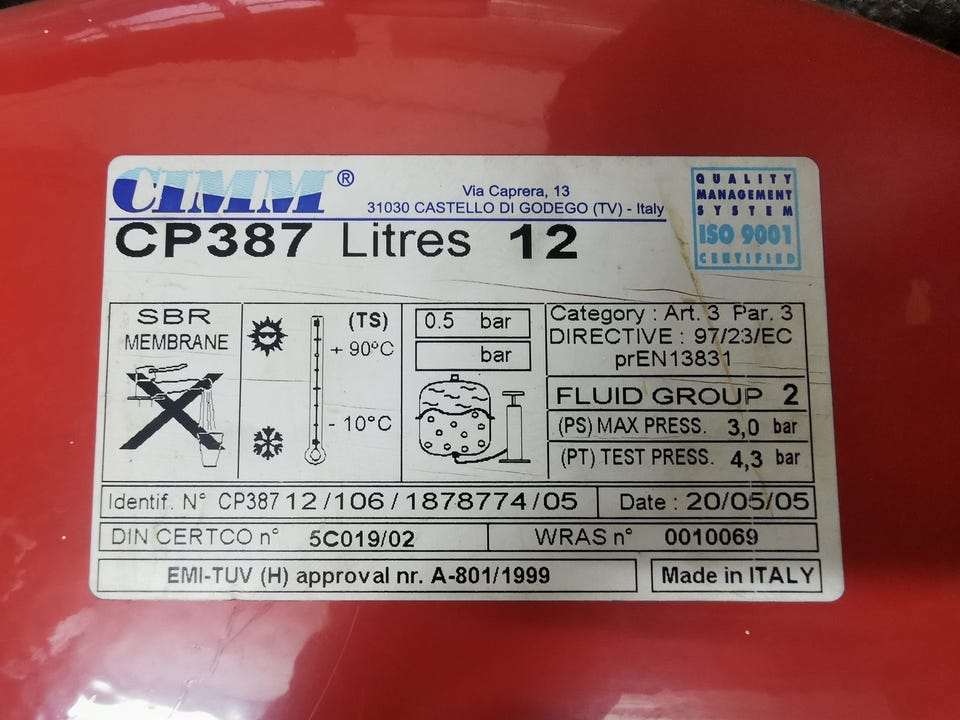 CIMM ®
Via Caprera, 13
31030 CASTELLO DI GODEGO (TV) - Italy
QUALITY
MANAGEMENT
SYSTEM
ISO 9001
CERTIFIED
CP387 Litres 12
SBR
MEMBRANE
(TS)
+ 90°C
- 10°C
0.5 bar
bar
Category : Art. 3 Par. 3
DIRECTIVE : 97/23/EC
prEN13831
FLUID GROUP 2
(PS) MAX PRESS. 3,0 bar
(PT) TEST PRESS. 4,3 bar
Identif. N° CP387 12/106/1878774/05
Date : 20/05/05
DIN CERTCO n° 5C019/02
WRAS n° 0010069
EMI-TUV (H) approval nr. A-801/1999
Made in ITALY